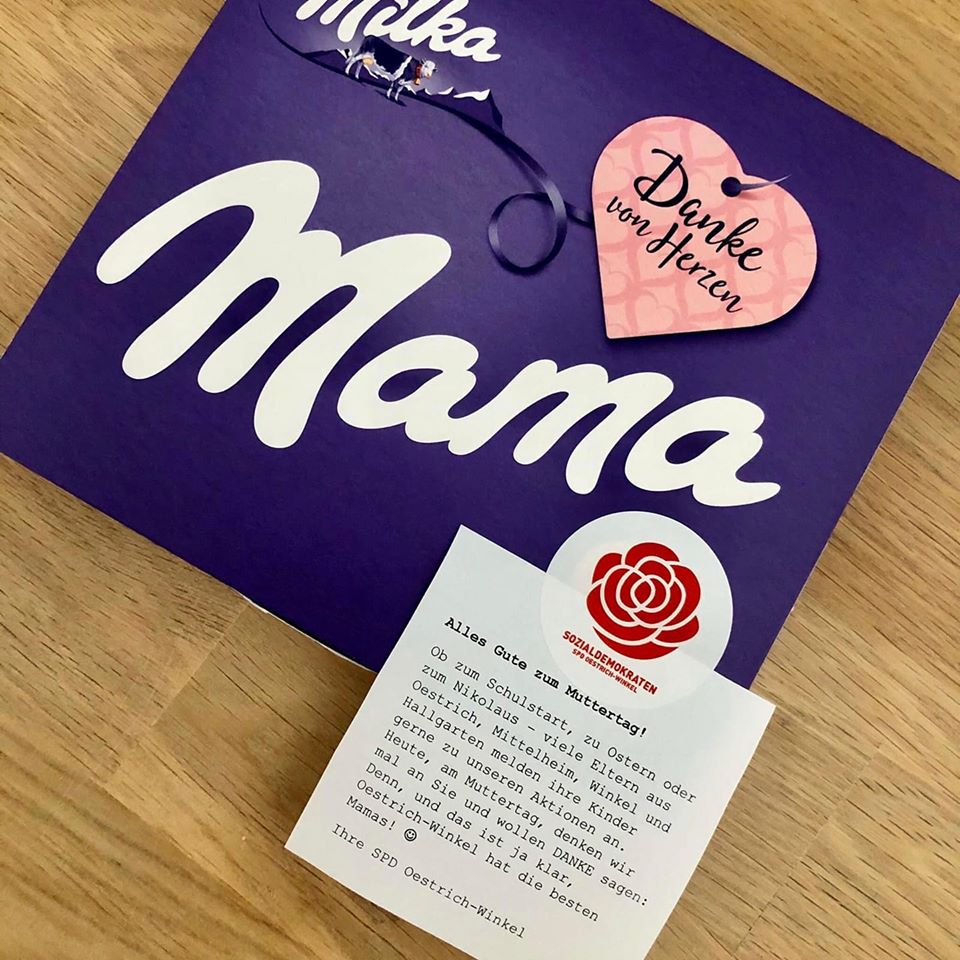 Milka
Danke
von Herzen
Mama
SOZIALDEMOKRATEN
SPD OESTRICH-WINKEL
Alles Gute zum Muttertag!
Ob zum Schulstart, zu Ostern oder
zum Nikolaus – viele Eltern aus
Oestrich, Mittelheim, Winkel und
Hallgarten melden ihre Kinder
gerne zu unseren Aktionen an.
Heute, am Muttertag, denken wir
mal an Sie und wollen DANKE sagen:
Denn, und das ist ja klar,
Oestrich-Winkel hat die besten
Mamas! ☺
Ihre SPD Oestrich-Winkel